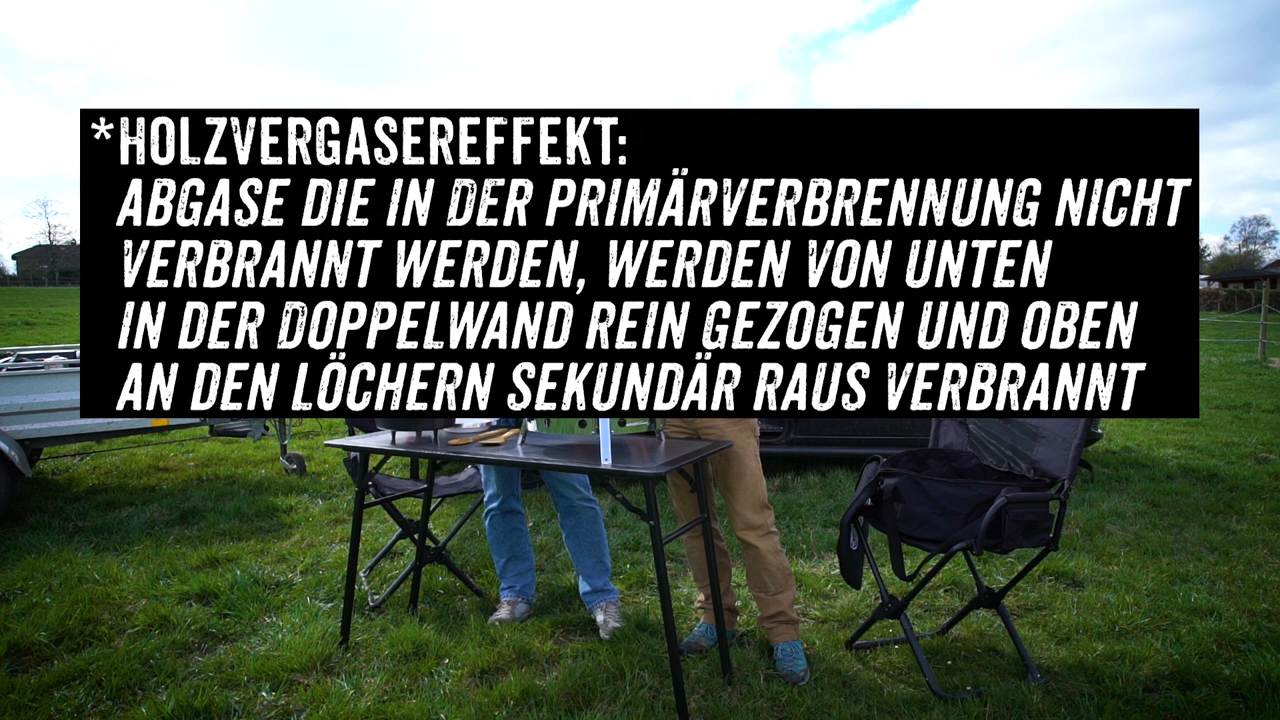 *HOLZVERGASEREFFEKT:
ABGASE DIE IN DER PRIMÄRVERBRENNUNG NICHT
VERBRANNT WERDEN, WERDEN VON UNTEN
IN DER DOPPELWAND REIN GEZOGEN UND OBEN
AN DEN LÖCHERN SEKUNDÄR RAUS VERBRANNT